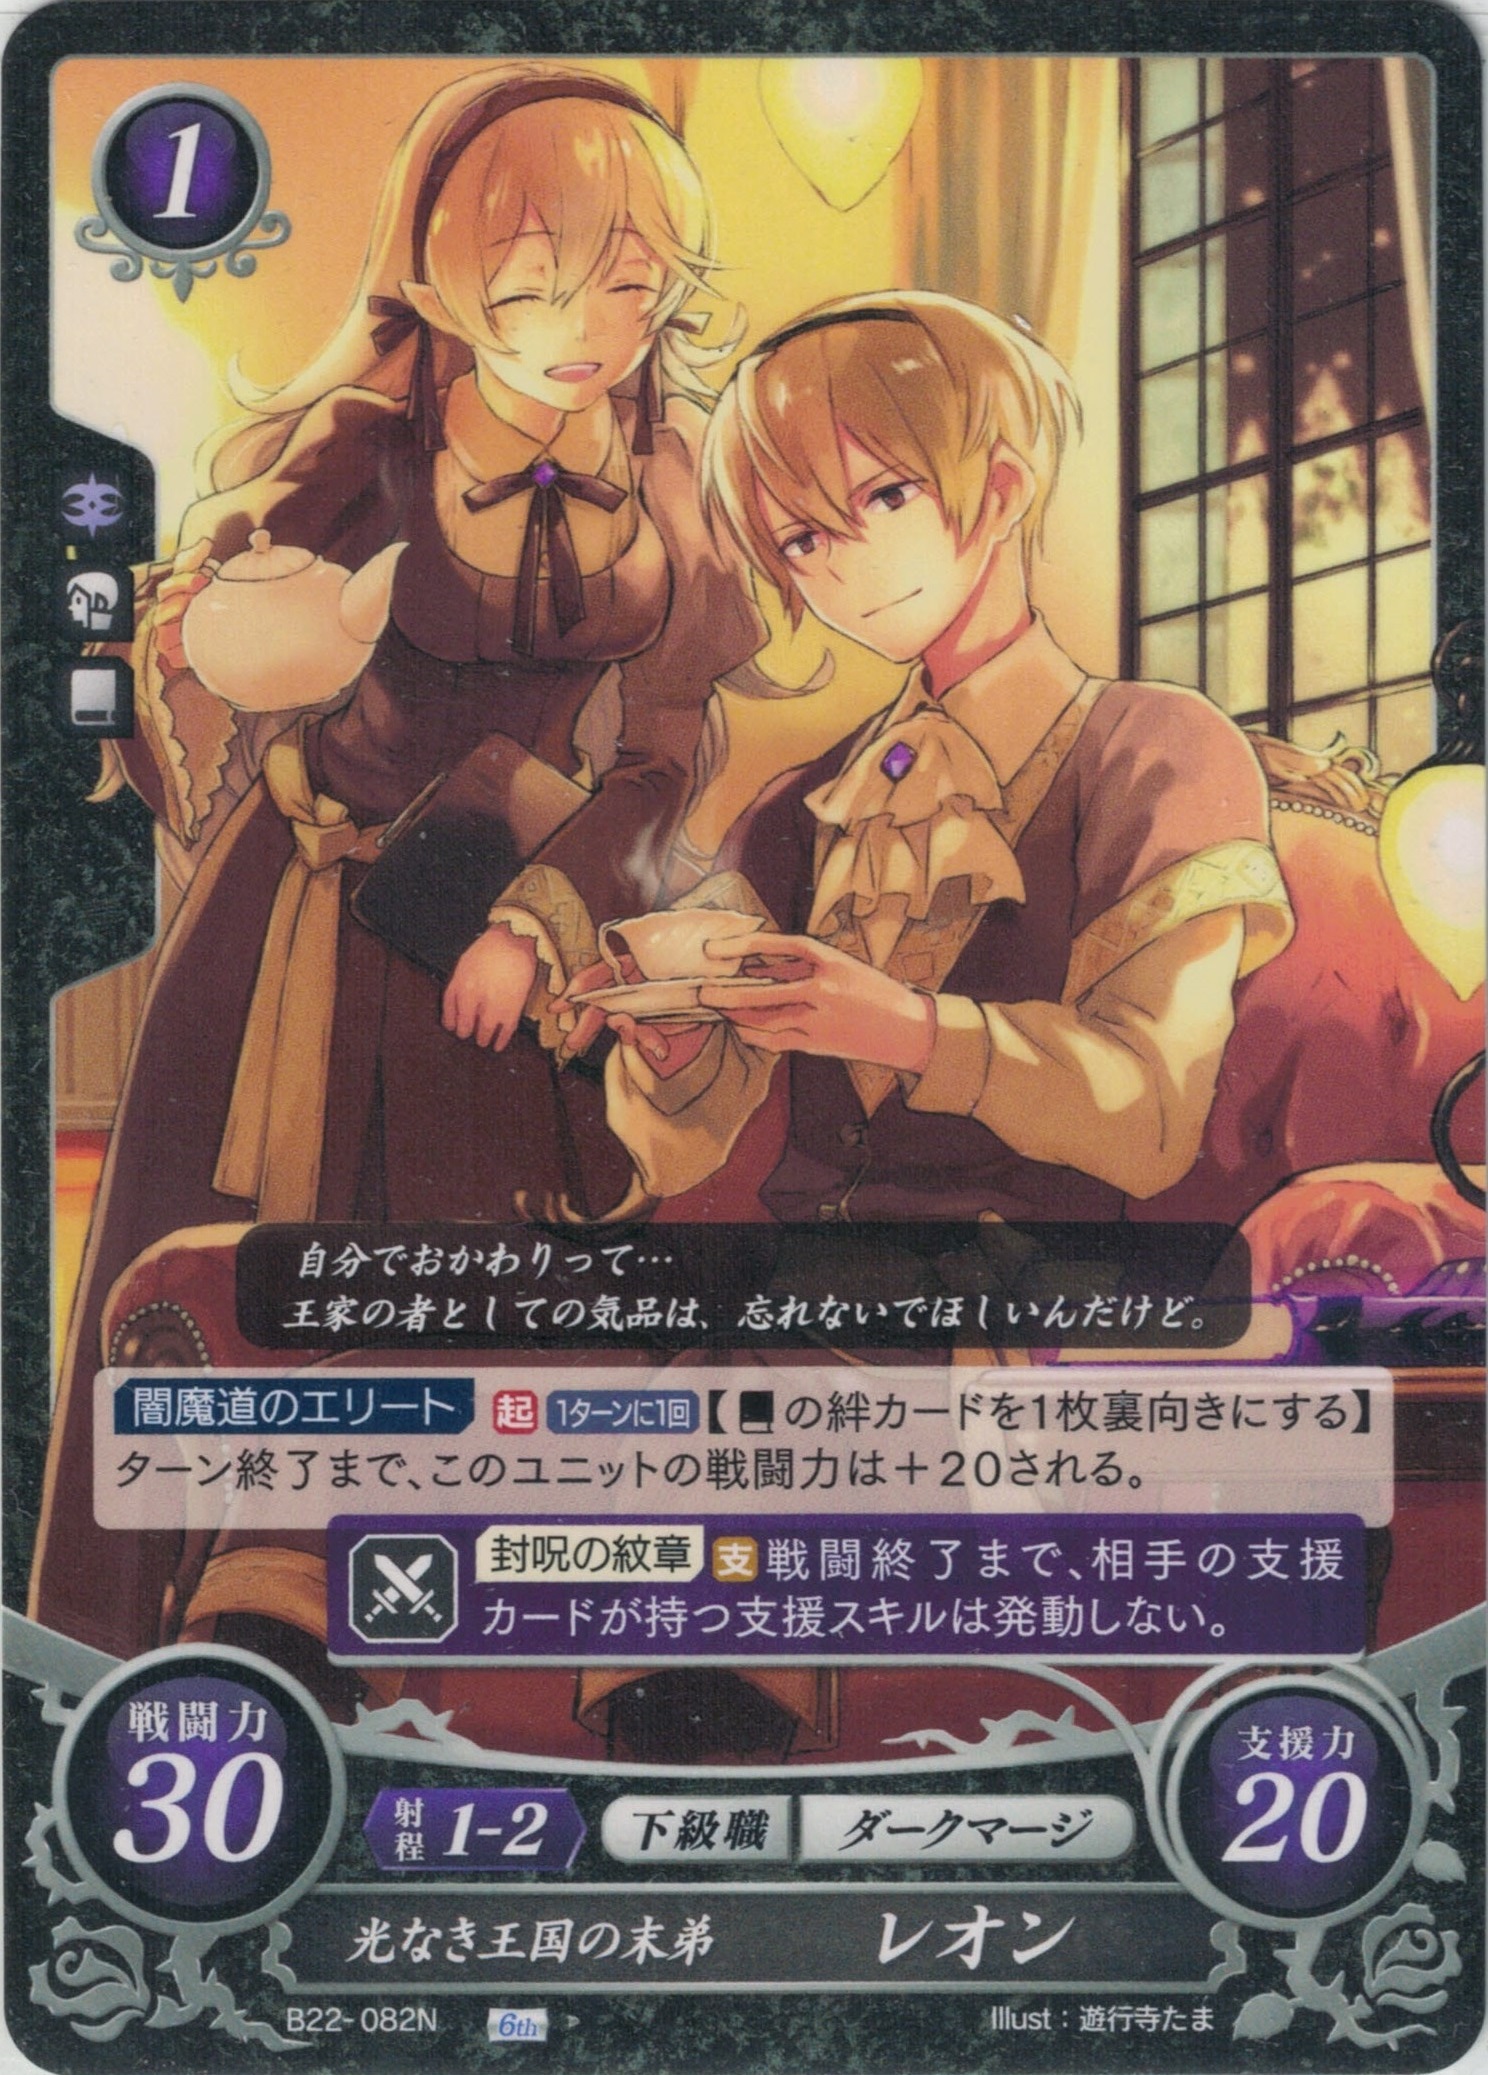 1
自分でおかわりって…
王家の者としての気品は、忘れないでほしいんだけど。
闇魔道のエリート 起 1ターンに1回【の絆カードを1枚裏向きにする】
ターン終了まで、このユニットの戦闘力は＋20される。
封呪の紋章 支 戦闘終了まで、相手の支援
カードが持つ支援スキルは発動しない。
戦闘力
30
射程 1-2
下級職 ダークマージ
支援力
20
光なき王国の末弟 レオン
B22-082N 6th Illust：遊行寺たま